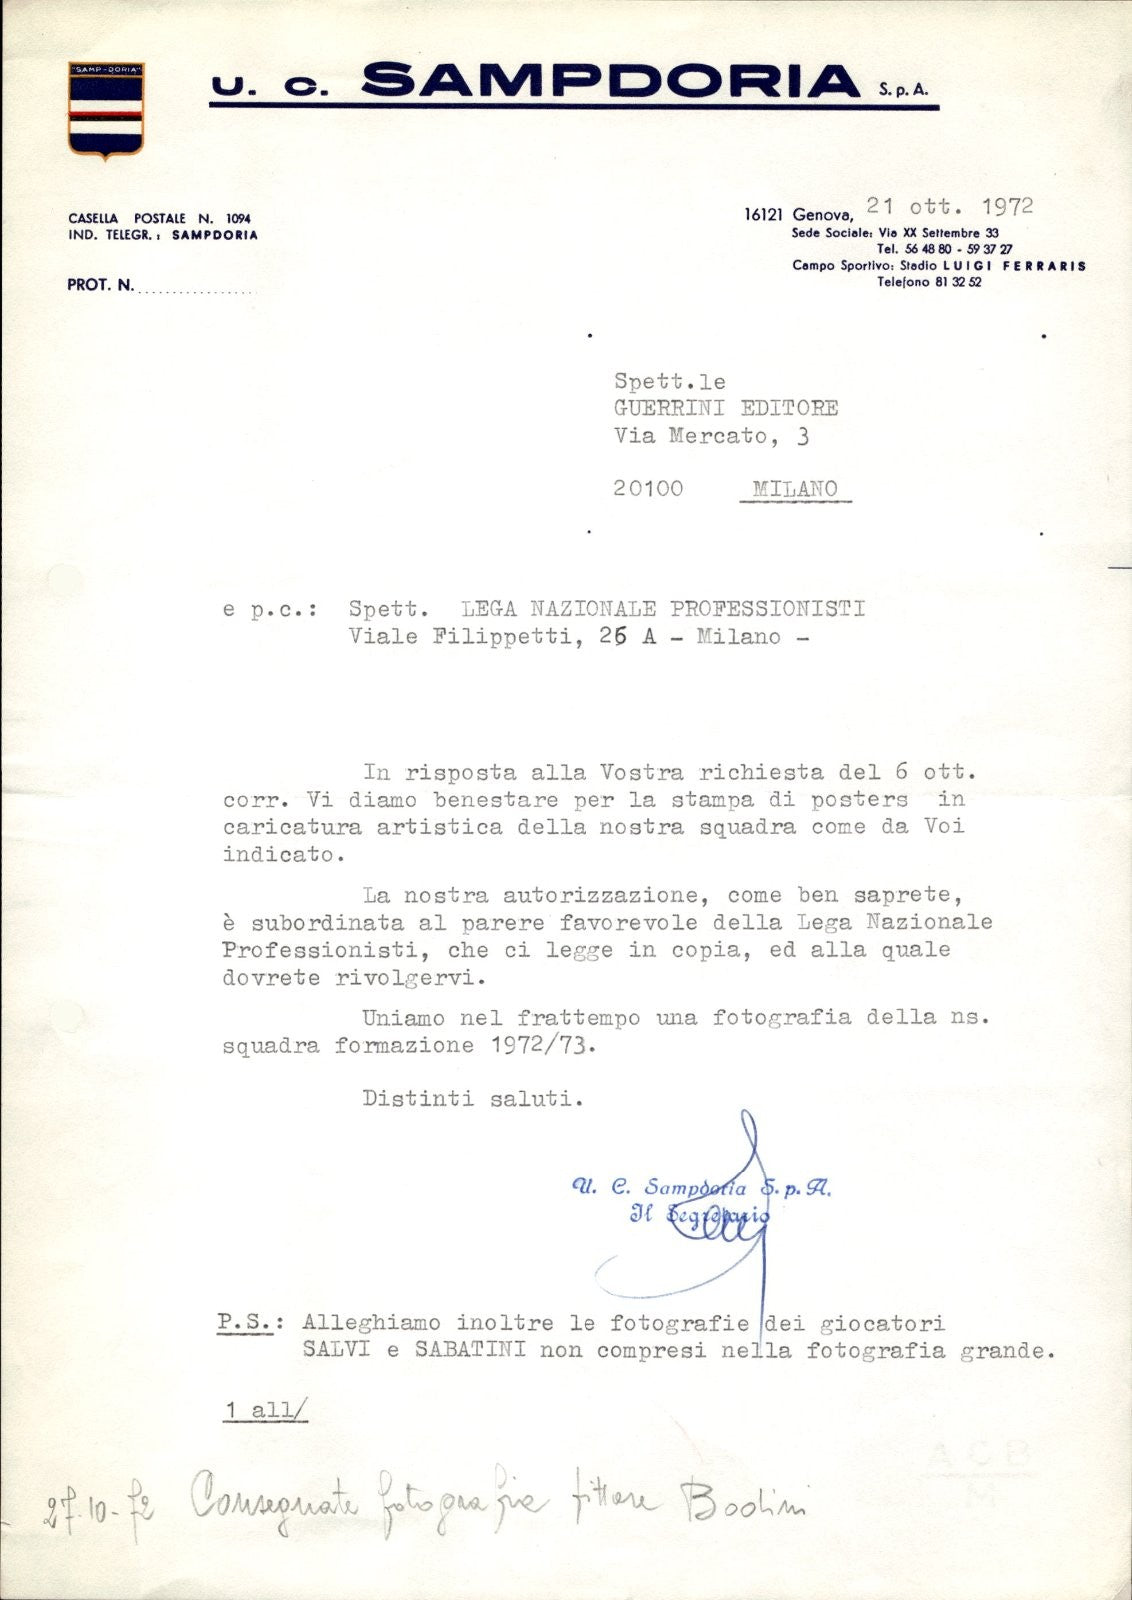 "SAMP-DORIA"
U. C. SAMPDORIA S.p.A.
CASELLA POSTALE N. 1094
IND. TELEGR.: SAMPDORIA
PROT. N.
16121 Genova, 21 ott. 1972
Sede Sociale: Via XX Settembre 33
Tel. 56 48 80 - 59 37 27
Campo Sportivo: Stadio LUIGI FERRARIS
Telefono 81 32 52
Spett.le
GUERRINI EDITORE
Via Mercato, 3
20100 MILANO
e p.c.: Spett. LEGA NAZIONALE PROFESSIONISTI
Viale Filippetti, 26 A - Milano -
In risposta alla Vostra richiesta del 6 ott.
corr. Vi diamo benestare per la stampa di posters in
caricatura artistica della nostra squadra come da Voi
indicato.
La nostra autorizzazione, come ben saprete,
è subordinata al parere favorevole della Lega Nazionale
Professionisti, che ci legge in copia, ed alla quale
dovrete rivolgervi.
Uniamo nel frattempo una fotografia della ns.
squadra formazione 1972/73.
Distinti saluti.
U. C. Sampdoria S.p.A.
Il Segretario
P.S.: Alleghiamo inoltre le fotografie dei giocatori
SALVI e SABATINI non compresi nella fotografia grande.
1 all/
27.10-72 Consegnate fotografie pittore Bodini